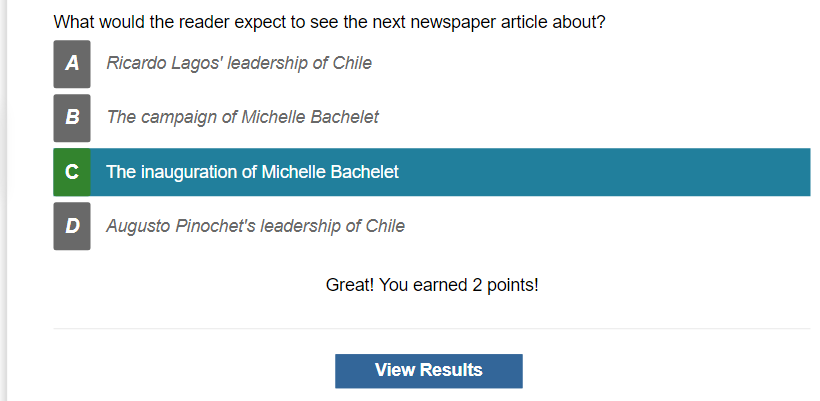 What would the reader expect to see the next newspaper article about?
A Ricardo Lagos' leadership of Chile
B The campaign of Michelle Bachelet
C The inauguration of Michelle Bachelet
D Augusto Pinochet's leadership of Chile
Great! You earned 2 points!
View Results